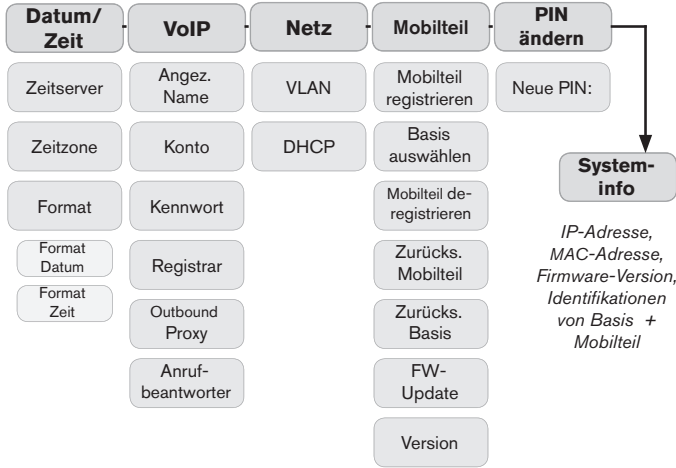 Datum/
Zeit
VoIP
Netz
Mobilteil
PIN
ändern
Zeitserver
Angez.
Name
VLAN
Mobilteil
registrieren
Neue PIN:
Zeitzone
Konto
DHCP
Basis
auswählen
System-
info
Format
Kennwort
Mobilteil de-
registrieren
Format
Datum
Registrar
Zurücks.
Mobilteil
IP-Adresse,
MAC-Adresse,
Firmware-Version,
Identifikationen
von Basis +
Mobilteil
Format
Zeit
Outbound
Proxy
Zurücks.
Basis
Anruf-
beantworter
FW-
Update
Version